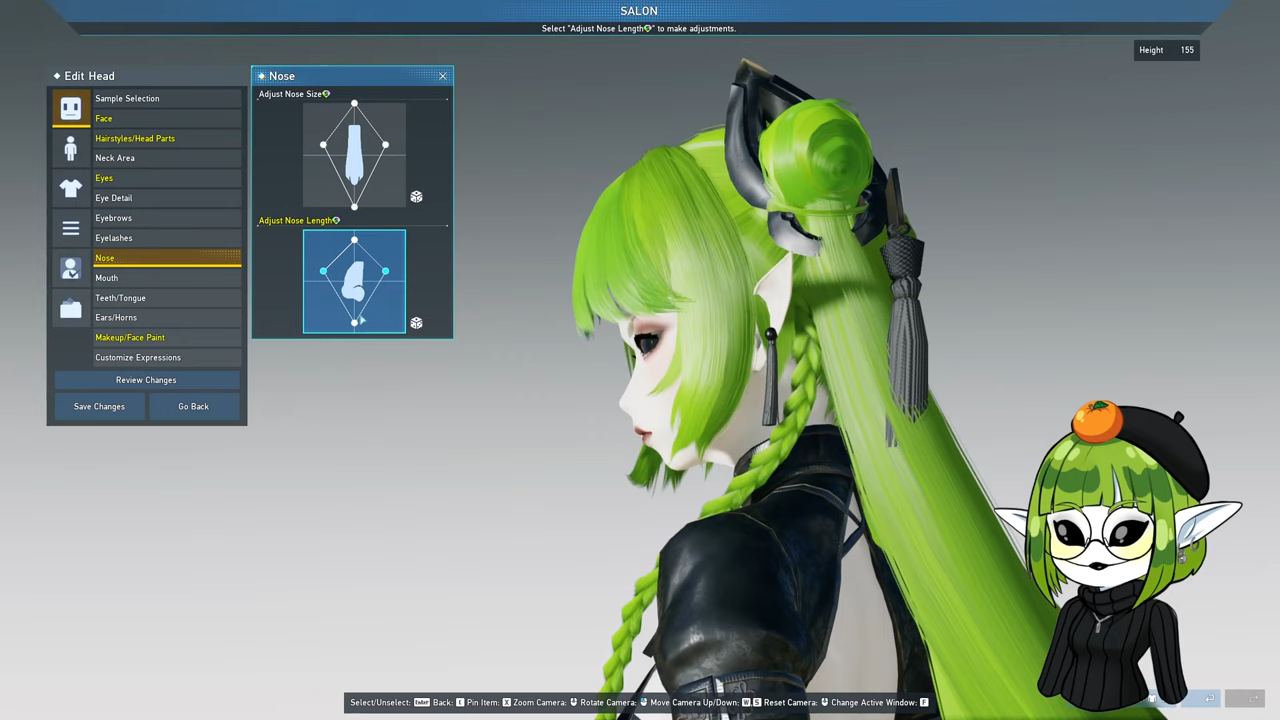 SALON
Select "Adjust Nose Length" to make adjustments.
Height 155
Edit Head
Sample Selection
Face
Hairstyles/Head Parts
Neck Area
Eyes
Eye Detail
Eyebrows
Eyelashes
Nose
Mouth
Teeth/Tongue
Ears/Horns
Makeup/Face Paint
Customize Expressions
Review Changes
Save Changes
Go Back
Nose
Adjust Nose Size
Adjust Nose Length
Select/Unselect: Enter Back: Pin Item: X Zoom Camera: Rotate Camera: Move Camera Up/Down: W,S Reset Camera: Change Active Window: F